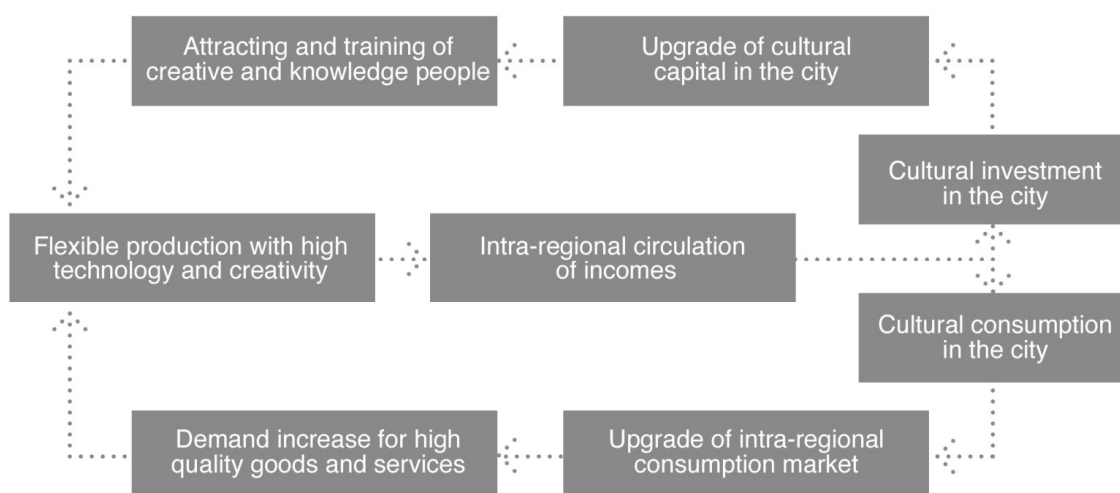 Attracting and training of
creative and knowledge people
Upgrade of cultural
capital in the city
Cultural investment
in the city
Flexible production with high
technology and creativity
Intra-regional circulation
of incomes
Cultural consumption
in the city
Demand increase for high
quality goods and services
Upgrade of intra-regional
consumption market